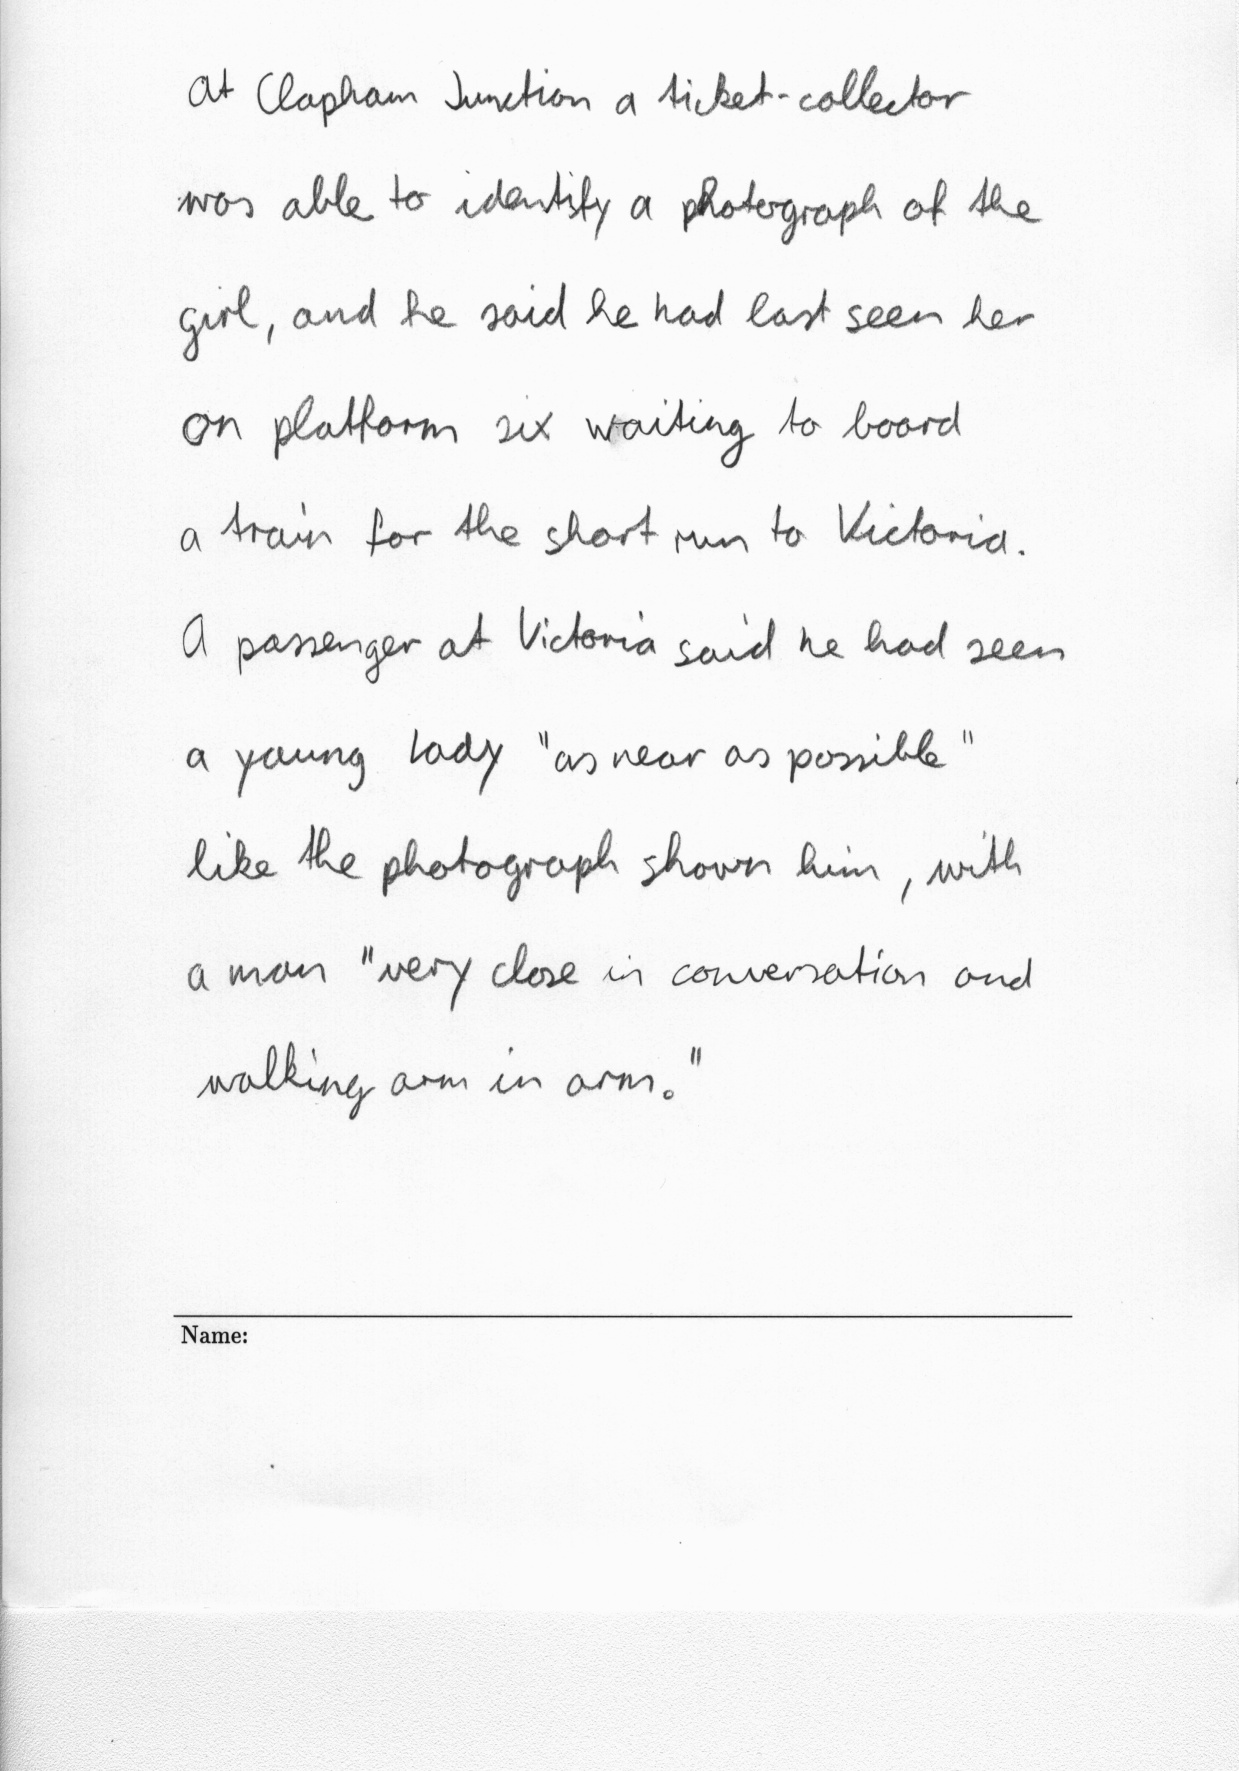 At Clapham Junction a ticket-collector
was able to identify a photograph of the
girl, and he said he had last seen her
on platform six waiting to board
a train for the short run to Victoria.
A passenger at Victoria said he had seen
a young lady "as near as possible"
like the photograph shown him, with
a man "very close in conversation and
walking arm in arm."
Name: